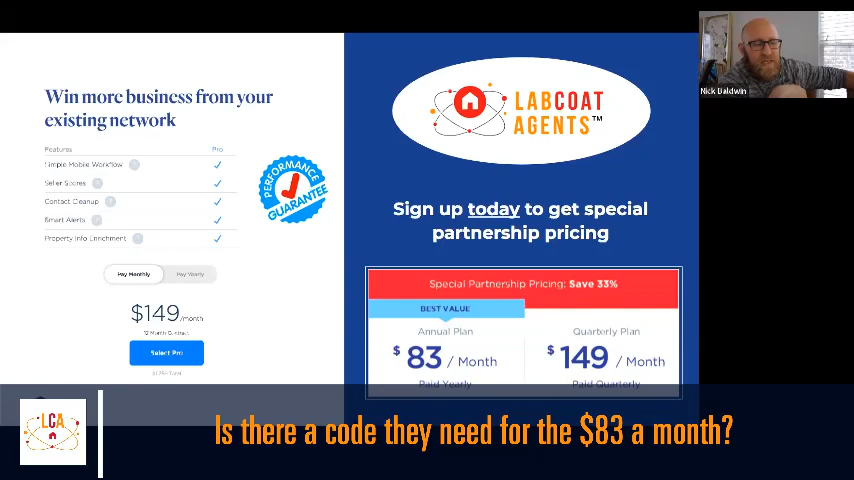 Win more business from your
existing network
Features Pro
Simple Mobile Workflow
Seller Scores
Contact Cleanup
Smart Alerts
Property Info Enrichment
Pay Monthly Pay Yearly
$149/month
12 Month Contract
Select Pro
PERFORMANCE
GUARANTEE
LABCOAT
AGENTS™
Sign up today to get special
partnership pricing
Special Partnership Pricing: Save 33%
BEST VALUE
Annual Plan
$83 / Month
Paid Yearly
Quarterly Plan
$149 / Month
Paid Quarterly
Nick Baldwin
LCA
Is there a code they need for the $83 a month?